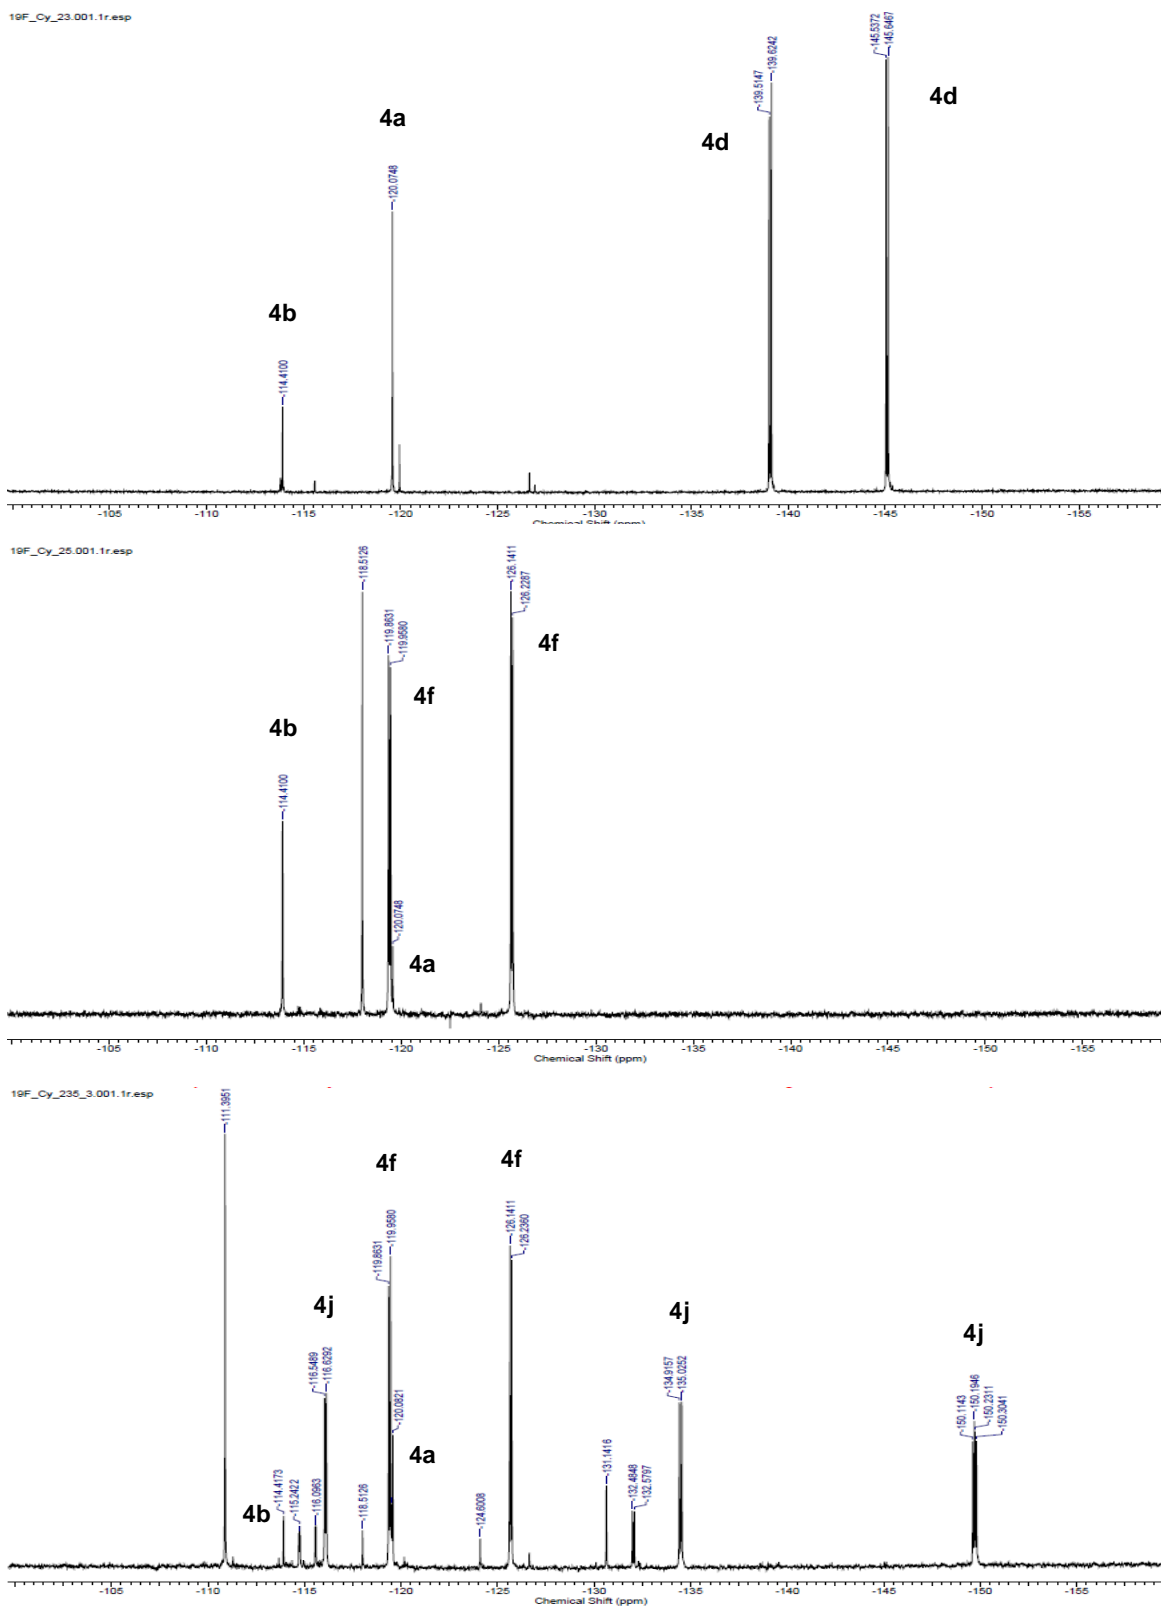 19F_Cy_23.001.1r.esp
-145.5372
-145.6467
-139.5147
-139.6242
4d
4a
4d
-120.0748
4b
-114.4100
-105 -110 -115 -120 -125 -130 -135 -140 -145 -150 -155
Chemical Shift (ppm)
19F_Cy_25.001.1r.esp
-118.5126
-126.1411
-126.2287
-119.8631
-119.9580
4f
4f
4b
-114.4100
-120.0748
4a
-105 -110 -115 -120 -125 -130 -135 -140 -145 -150 -155
Chemical Shift (ppm)
19F_Cy_235_3.001.1r.esp
-111.3951
4f
4f
-119.8631
-119.9580
-126.1411
-126.2360
4j
4j
4j
-116.5489
-116.6292
-134.9157
-135.0252
-150.1143
-150.1946
-150.2311
-150.3041
-120.0821
4a
4b
-114.4173
-115.2422
-116.0963
-118.5126
-124.6008
-131.1416
-132.4848
-132.5797
-105 -110 -115 -120 -125 -130 -135 -140 -145 -150 -155
Chemical Shift (ppm)